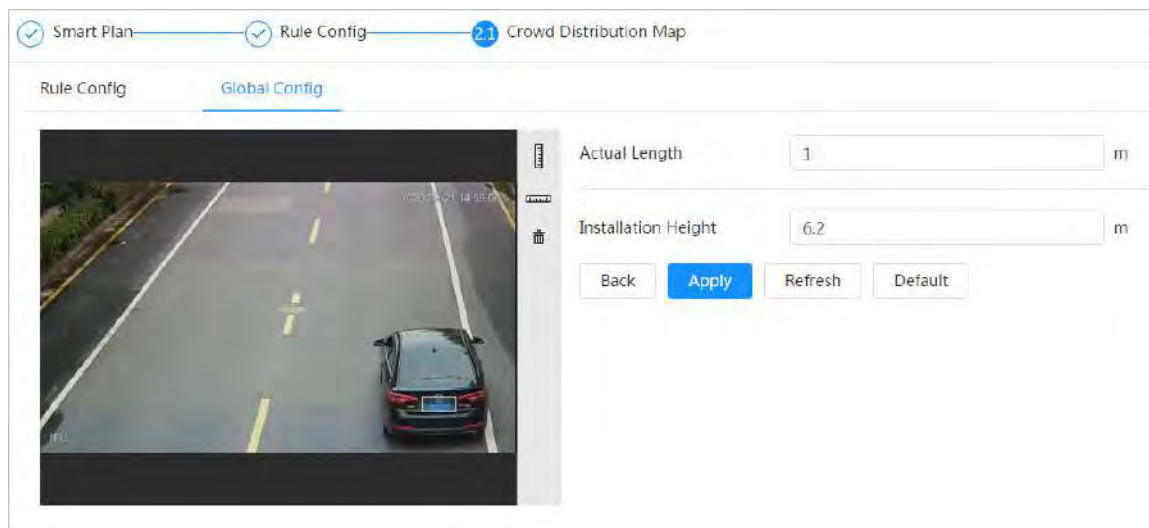 Smart Plan Rule Config 2.1 Crowd Distribution Map
Rule Config Global Config
Actual Length 1 m
Installation Height 6.2 m
Back Apply Refresh Default